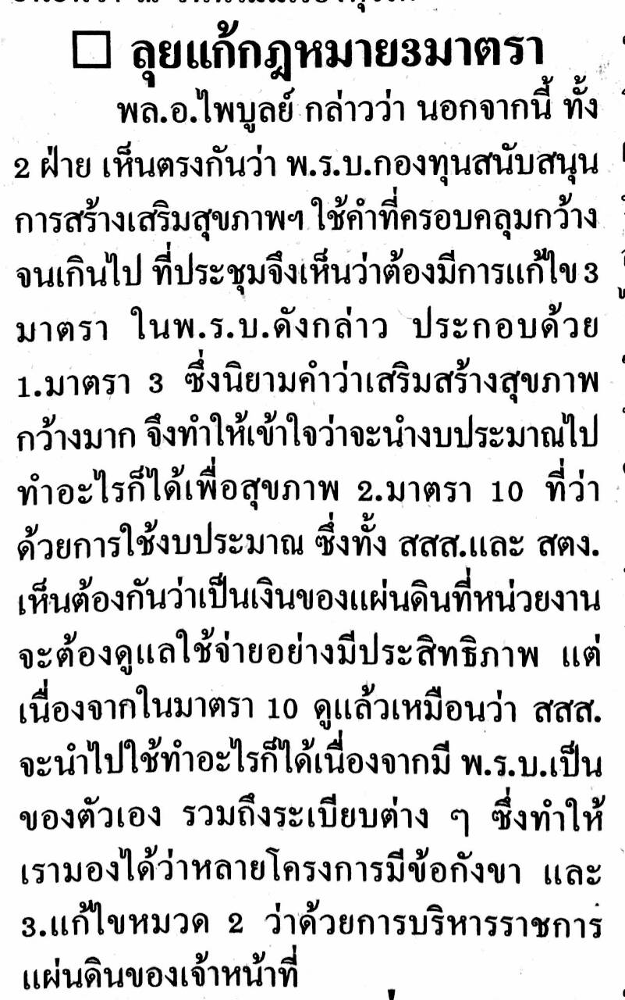 □ ลุยแก้กฎหมาย3มาตรา
พล.อ.ไพบูลย์ กล่าวว่า นอกจากนี้ ทั้ง
2 ฝ่าย เห็นตรงกันว่า พ.ร.บ.กองทุนสนับสนุน
การสร้างเสริมสุขภาพฯ ใช้คำที่ครอบคลุมกว้าง
จนเกินไป ที่ประชุมจึงเห็นว่าต้องมีการแก้ไข 3
มาตรา ในพ.ร.บ.ดังกล่าว ประกอบด้วย
1.มาตรา 3 ซึ่งนิยามคำว่าเสริมสร้างสุขภาพ
กว้างมาก จึงทำให้เข้าใจว่าจะนำงบประมาณไป
ทำอะไรก็ได้เพื่อสุขภาพ 2.มาตรา 10 ที่ว่า
ด้วยการใช้งบประมาณ ซึ่งทั้ง สสส.และ สตง.
เห็นต้องกันว่าเป็นเงินของแผ่นดินที่หน่วยงาน
จะต้องดูแลใช้จ่ายอย่างมีประสิทธิภาพ แต่
เนื่องจากในมาตรา 10 ดูแล้วเหมือนว่า สสส.
จะนำไปใช้ทำอะไรก็ได้เนื่องจากมี พ.ร.บ.เป็น
ของตัวเอง รวมถึงระเบียบต่าง ๆ ซึ่งทำให้
เรามองได้ว่าหลายโครงการมีข้อกังขา และ
3.แก้ไขหมวด 2 ว่าด้วยการบริหารราชการ
แผ่นดินของเจ้าหน้าที่